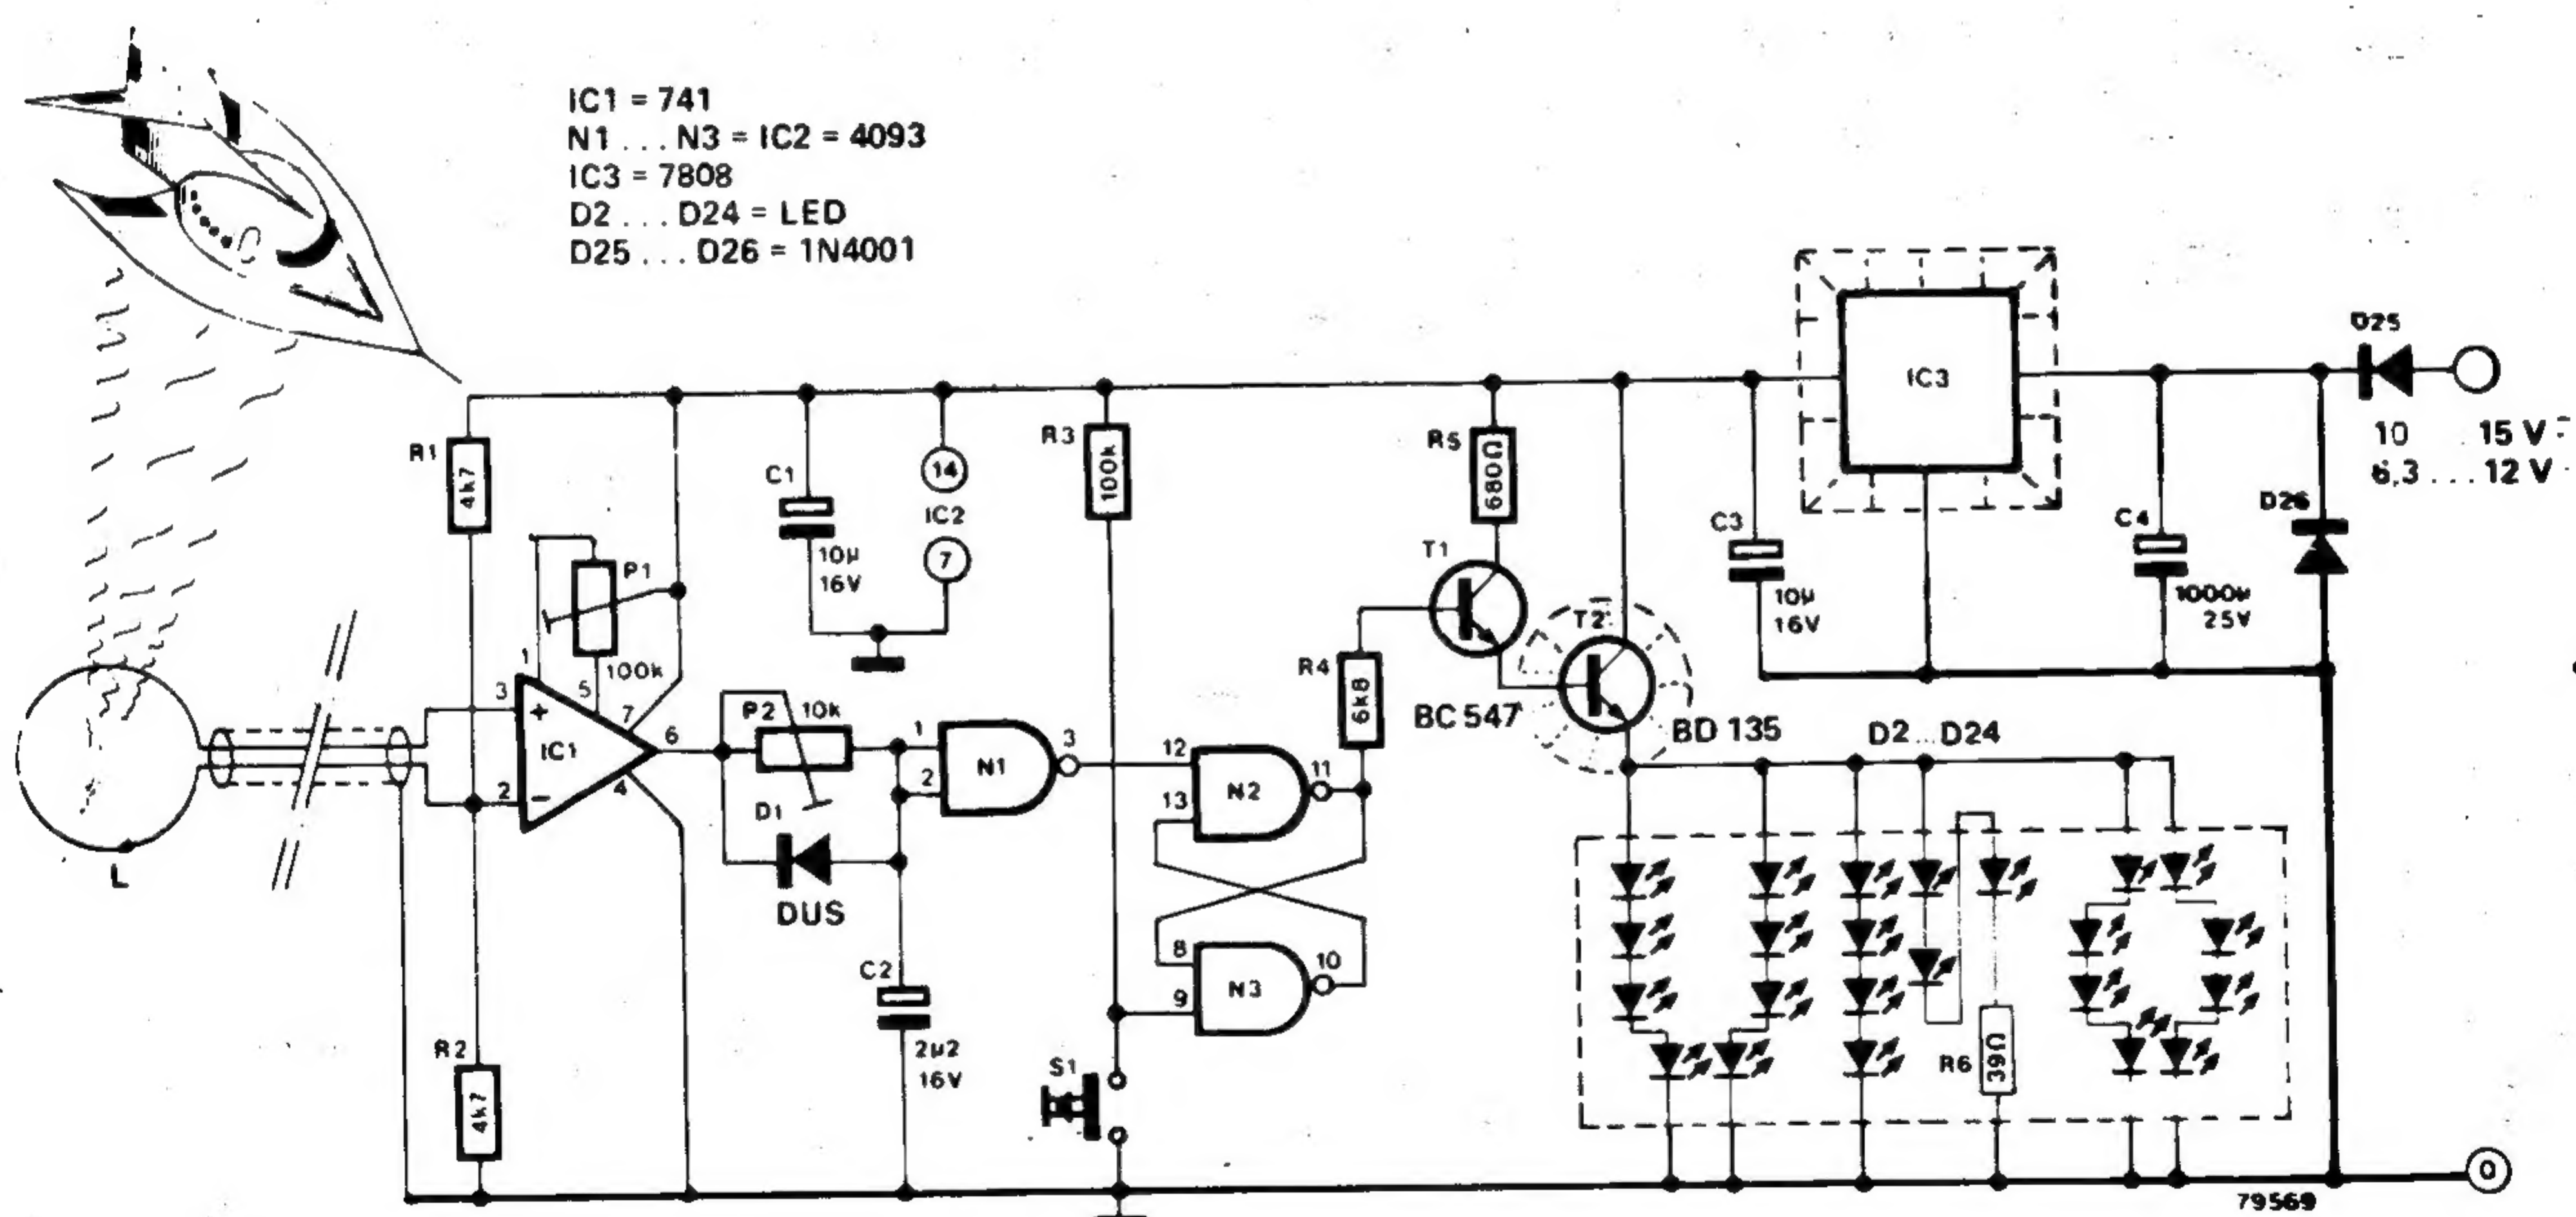 IC1 = 741
N1 ... N3 = IC2 = 4093
IC3 = 7808
D2 ... D24 = LED
D25 ... D26 = 1N4001
D25
10 . 15 V
6,3 ... 12 V
IC3
R1
4k7
P1
100k
C1
10µ
16V
14
IC2
7
R3
100k
R5
680Ω
T1
BC 547
T2
BD 135
C3
10µ
16V
C4
1000µ
25V
D26
L
3
2
1
5
7
6
4
+
−
IC1
P2
10k
D1
DUS
1
2
N1
3
12
13
N2
11
R4
6k8
8
9
N3
10
C2
2µ2
16V
R2
4k7
S1
D2 ... D24
R6
39Ω
0
79569